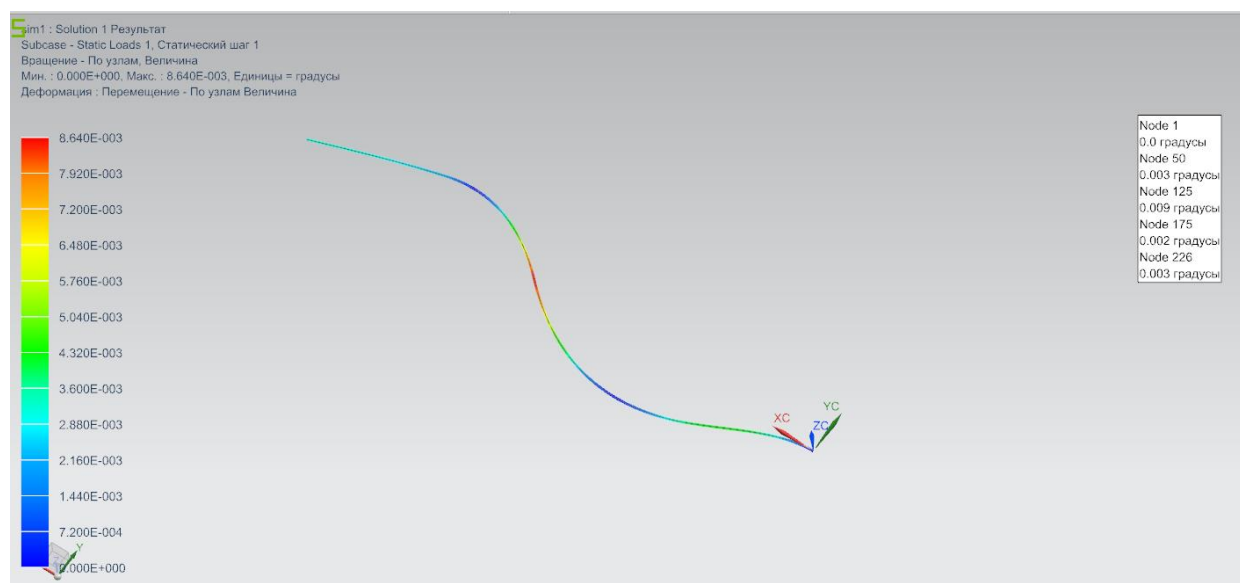 sim1 : Solution 1 Результат
Subcase - Static Loads 1, Статический шаг 1
Вращение - По узлам, Величина
Мин. : 0.000E+000, Макс. : 8.640E-003, Единицы = градусы
Деформация : Перемещение - По узлам Величина
8.640E-003
7.920E-003
7.200E-003
6.480E-003
5.760E-003
5.040E-003
4.320E-003
3.600E-003
2.880E-003
2.160E-003
1.440E-003
7.200E-004
0.000E+000
Y
XC
YC
ZC
Node 1
0.0 градусы
Node 50
0.003 градусы
Node 125
0.009 градусы
Node 175
0.002 градусы
Node 226
0.003 градусы